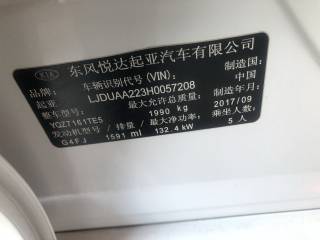 KIA 东风悦达起亚汽车有限公司
品牌: 车辆识别代号(VIN): 制造国:
起亚 LJDUAA223H0057208 中国
整车型号: 最大允许总质量: 制造年月:
YQZ7161TE5 1990 kg 2017/09
发动机型号/排量/最大净功率: 乘坐人数:
G4FJ 1591 ml 132.4 kW 5人